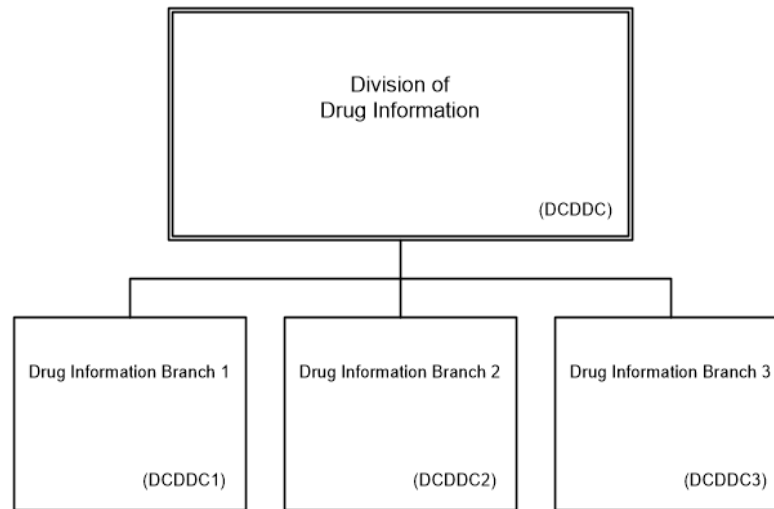 Division of
Drug Information
(DCDDC)
Drug Information Branch 1
(DCDDC1)
Drug Information Branch 2
(DCDDC2)
Drug Information Branch 3
(DCDDC3)